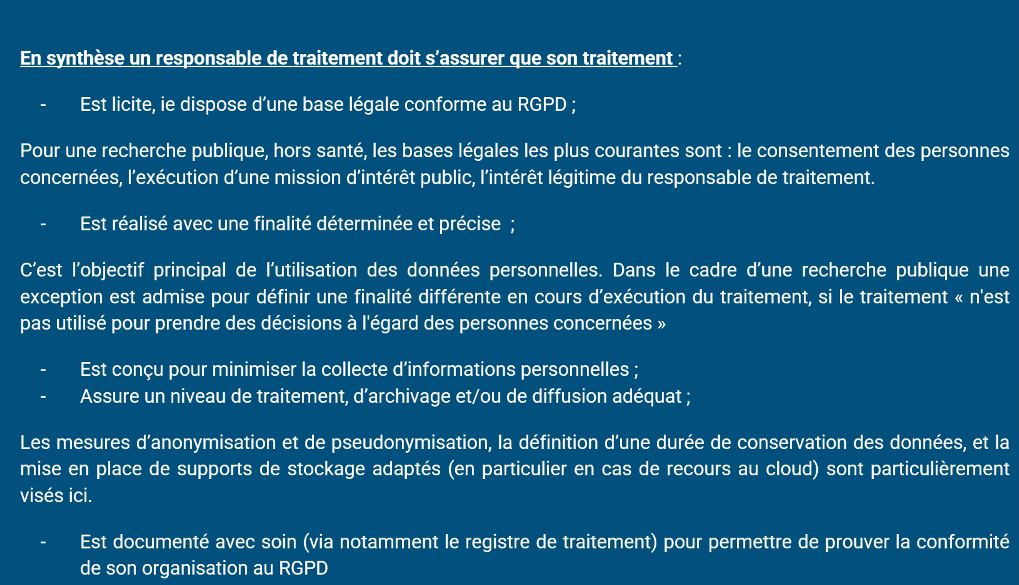 En synthèse un responsable de traitement doit s’assurer que son traitement :
- Est licite, ie dispose d’une base légale conforme au RGPD ;
Pour une recherche publique, hors santé, les bases légales les plus courantes sont : le consentement des personnes
concernées, l’exécution d’une mission d’intérêt public, l’intérêt légitime du responsable de traitement.
- Est réalisé avec une finalité déterminée et précise  ;
C’est l’objectif principal de l’utilisation des données personnelles. Dans le cadre d’une recherche publique une
exception est admise pour définir une finalité différente en cours d’exécution du traitement, si le traitement « n'est
pas utilisé pour prendre des décisions à l'égard des personnes concernées »
- Est conçu pour minimiser la collecte d’informations personnelles ;
- Assure un niveau de traitement, d’archivage et/ou de diffusion adéquat ;
Les mesures d’anonymisation et de pseudonymisation, la définition d’une durée de conservation des données, et la
mise en place de supports de stockage adaptés (en particulier en cas de recours au cloud) sont particulièrement
visés ici.
- Est documenté avec soin (via notamment le registre de traitement) pour permettre de prouver la conformité
de son organisation au RGPD